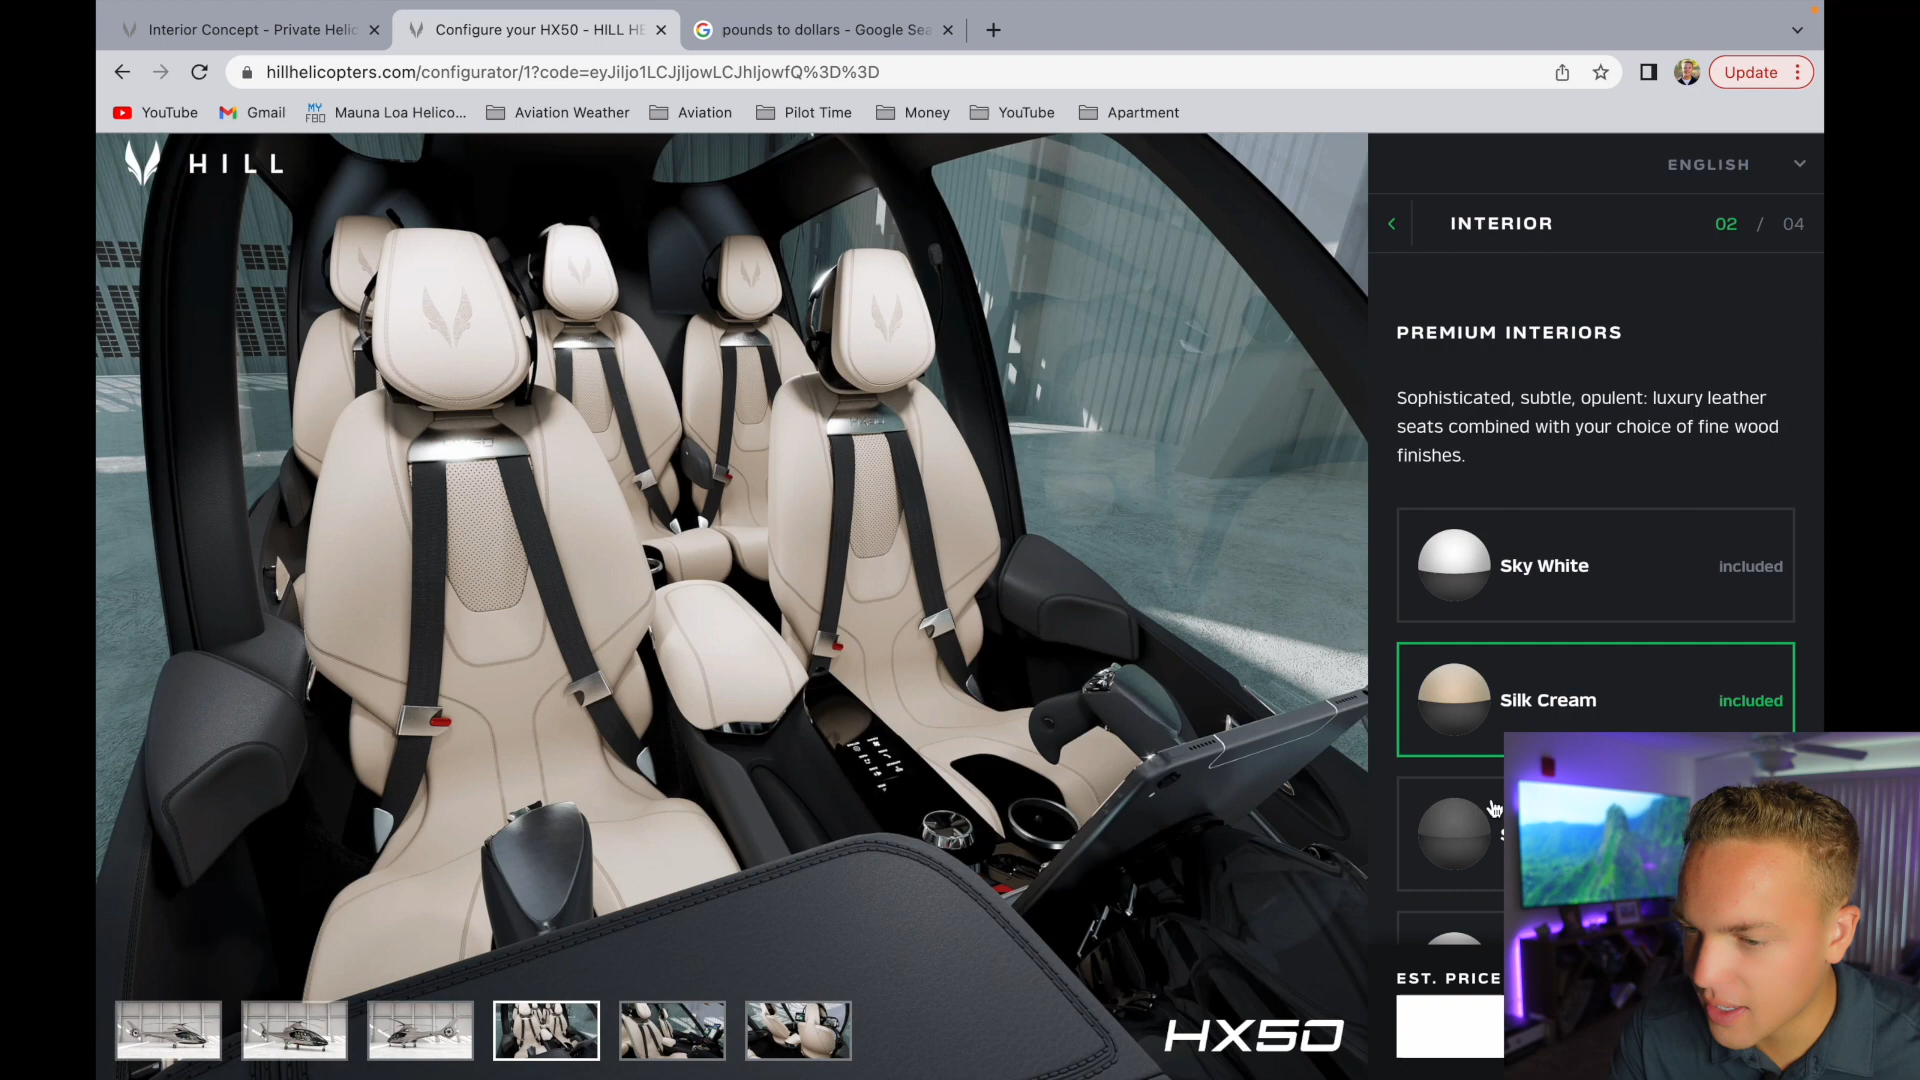 Interior Concept - Private Helic
Configure your HX50 - HILL HE
pounds to dollars - Google Sea
hillhelicopters.com/configurator/1?code=eyJiIjo1LCJjIjowLCJhIjowfQ%3D%3D
Update
YouTube
Gmail
MY FBO
Mauna Loa Helico...
Aviation Weather
Aviation
Pilot Time
Money
YouTube
Apartment
HILL
ENGLISH
INTERIOR
02 / 04
PREMIUM INTERIORS
Sophisticated, subtle, opulent: luxury leather
seats combined with your choice of fine wood
finishes.
Sky White
included
Silk Cream
included
EST. PRICE
HX50